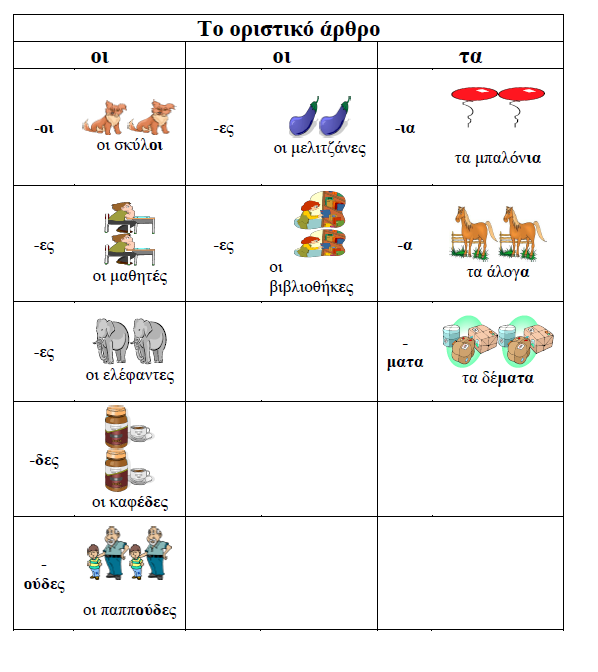 Το οριστικό άρθρο
οι οι τα
-οι
οι σκύλοι
-ες
οι μελιτζάνες
-ια
τα μπαλόνια
-ες
οι μαθητές
-ες
οι
βιβλιοθήκες
-α
τα άλογα
-ες
οι ελέφαντες
-
ματα
τα δέματα
-δες
οι καφέδες
-
ούδες
οι παππούδες